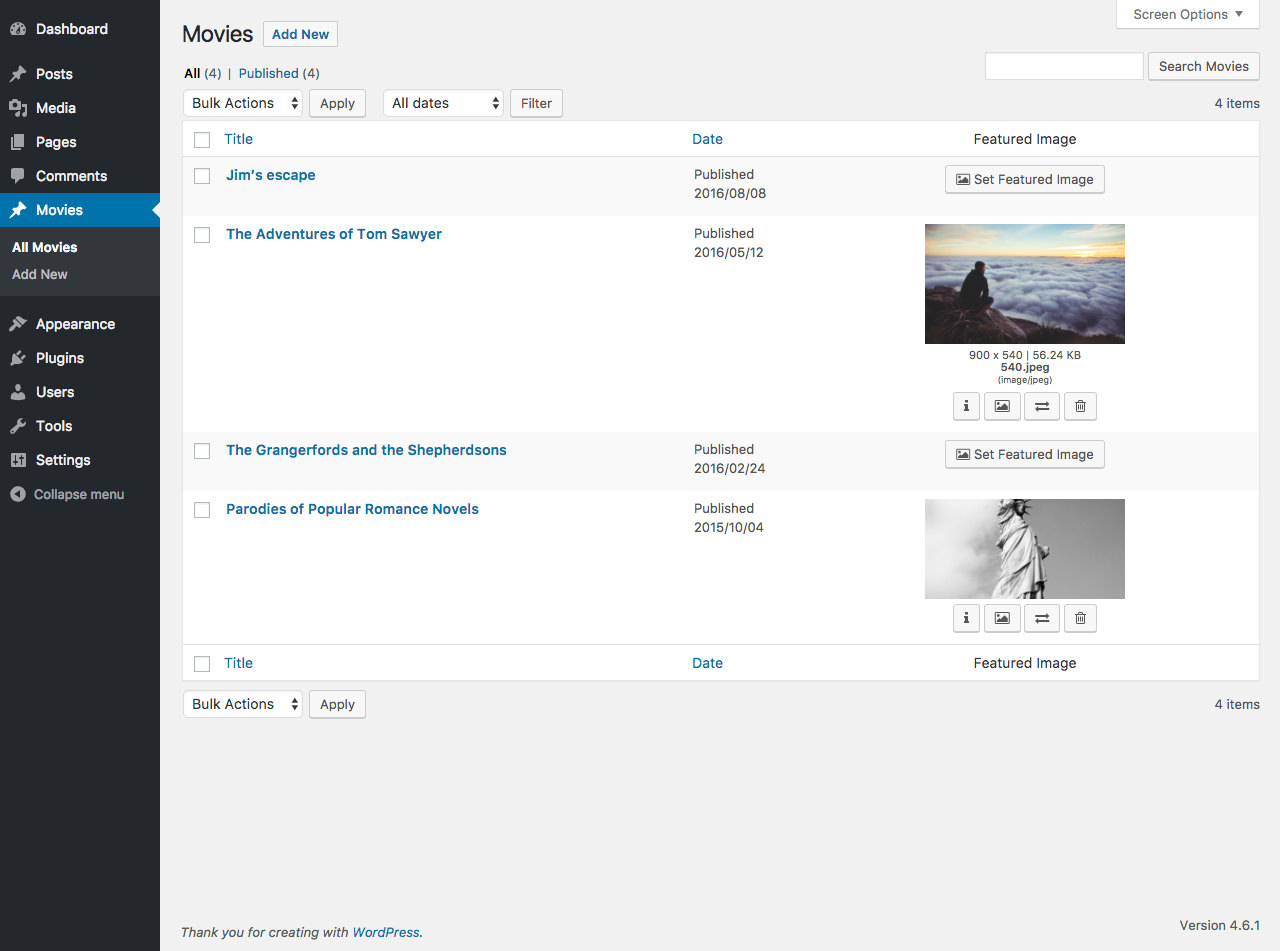 Dashboard
Posts
Media
Pages
Comments
Movies
All Movies
Add New
Appearance
Plugins
Users
Tools
Settings
Collapse menu
Screen Options
Movies Add New
All (4) | Published (4)
Search Movies
Bulk Actions Apply All dates Filter 4 items
Title Date Featured Image
Jim’s escape Published Set Featured Image
2016/08/08
The Adventures of Tom Sawyer Published
2016/05/12
900 x 540 | 56.24 KB
540.jpeg
(image/jpeg)
The Grangerfords and the Shepherdsons Published Set Featured Image
2016/02/24
Parodies of Popular Romance Novels Published
2015/10/04
Title Date Featured Image
Bulk Actions Apply 4 items
Thank you for creating with WordPress. Version 4.6.1